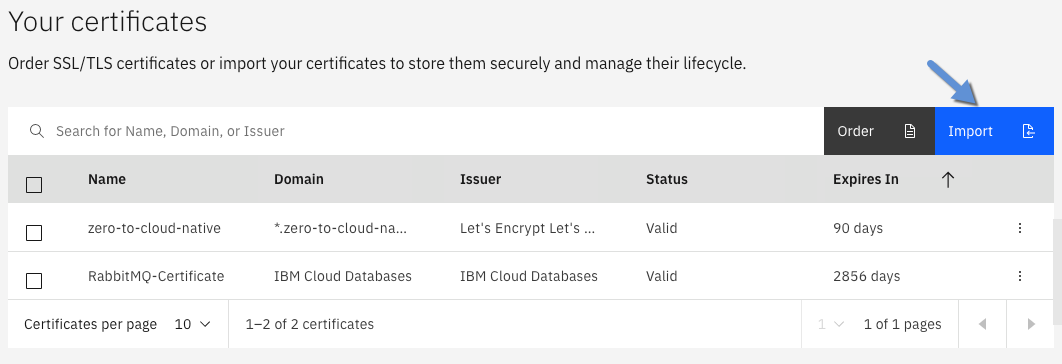 Your certificates
Order SSL/TLS certificates or import your certificates to store them securely and manage their lifecycle.
Search for Name, Domain, or Issuer
Order
Import
Name Domain Issuer Status Expires In
zero-to-cloud-native *.zero-to-cloud-na... Let's Encrypt Let's ... Valid 90 days
RabbitMQ-Certificate IBM Cloud Databases IBM Cloud Databases Valid 2856 days
Certificates per page 10 1–2 of 2 certificates 1 1 of 1 pages